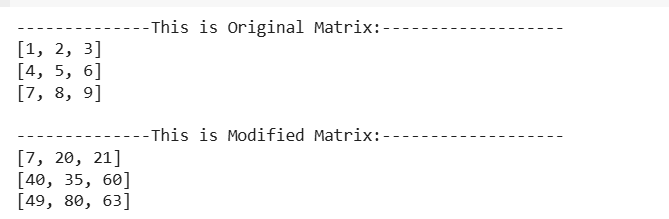 --------------This is Original Matrix:-------------------
[1, 2, 3]
[4, 5, 6]
[7, 8, 9]
--------------This is Modified Matrix:-------------------
[7, 20, 21]
[40, 35, 60]
[49, 80, 63]